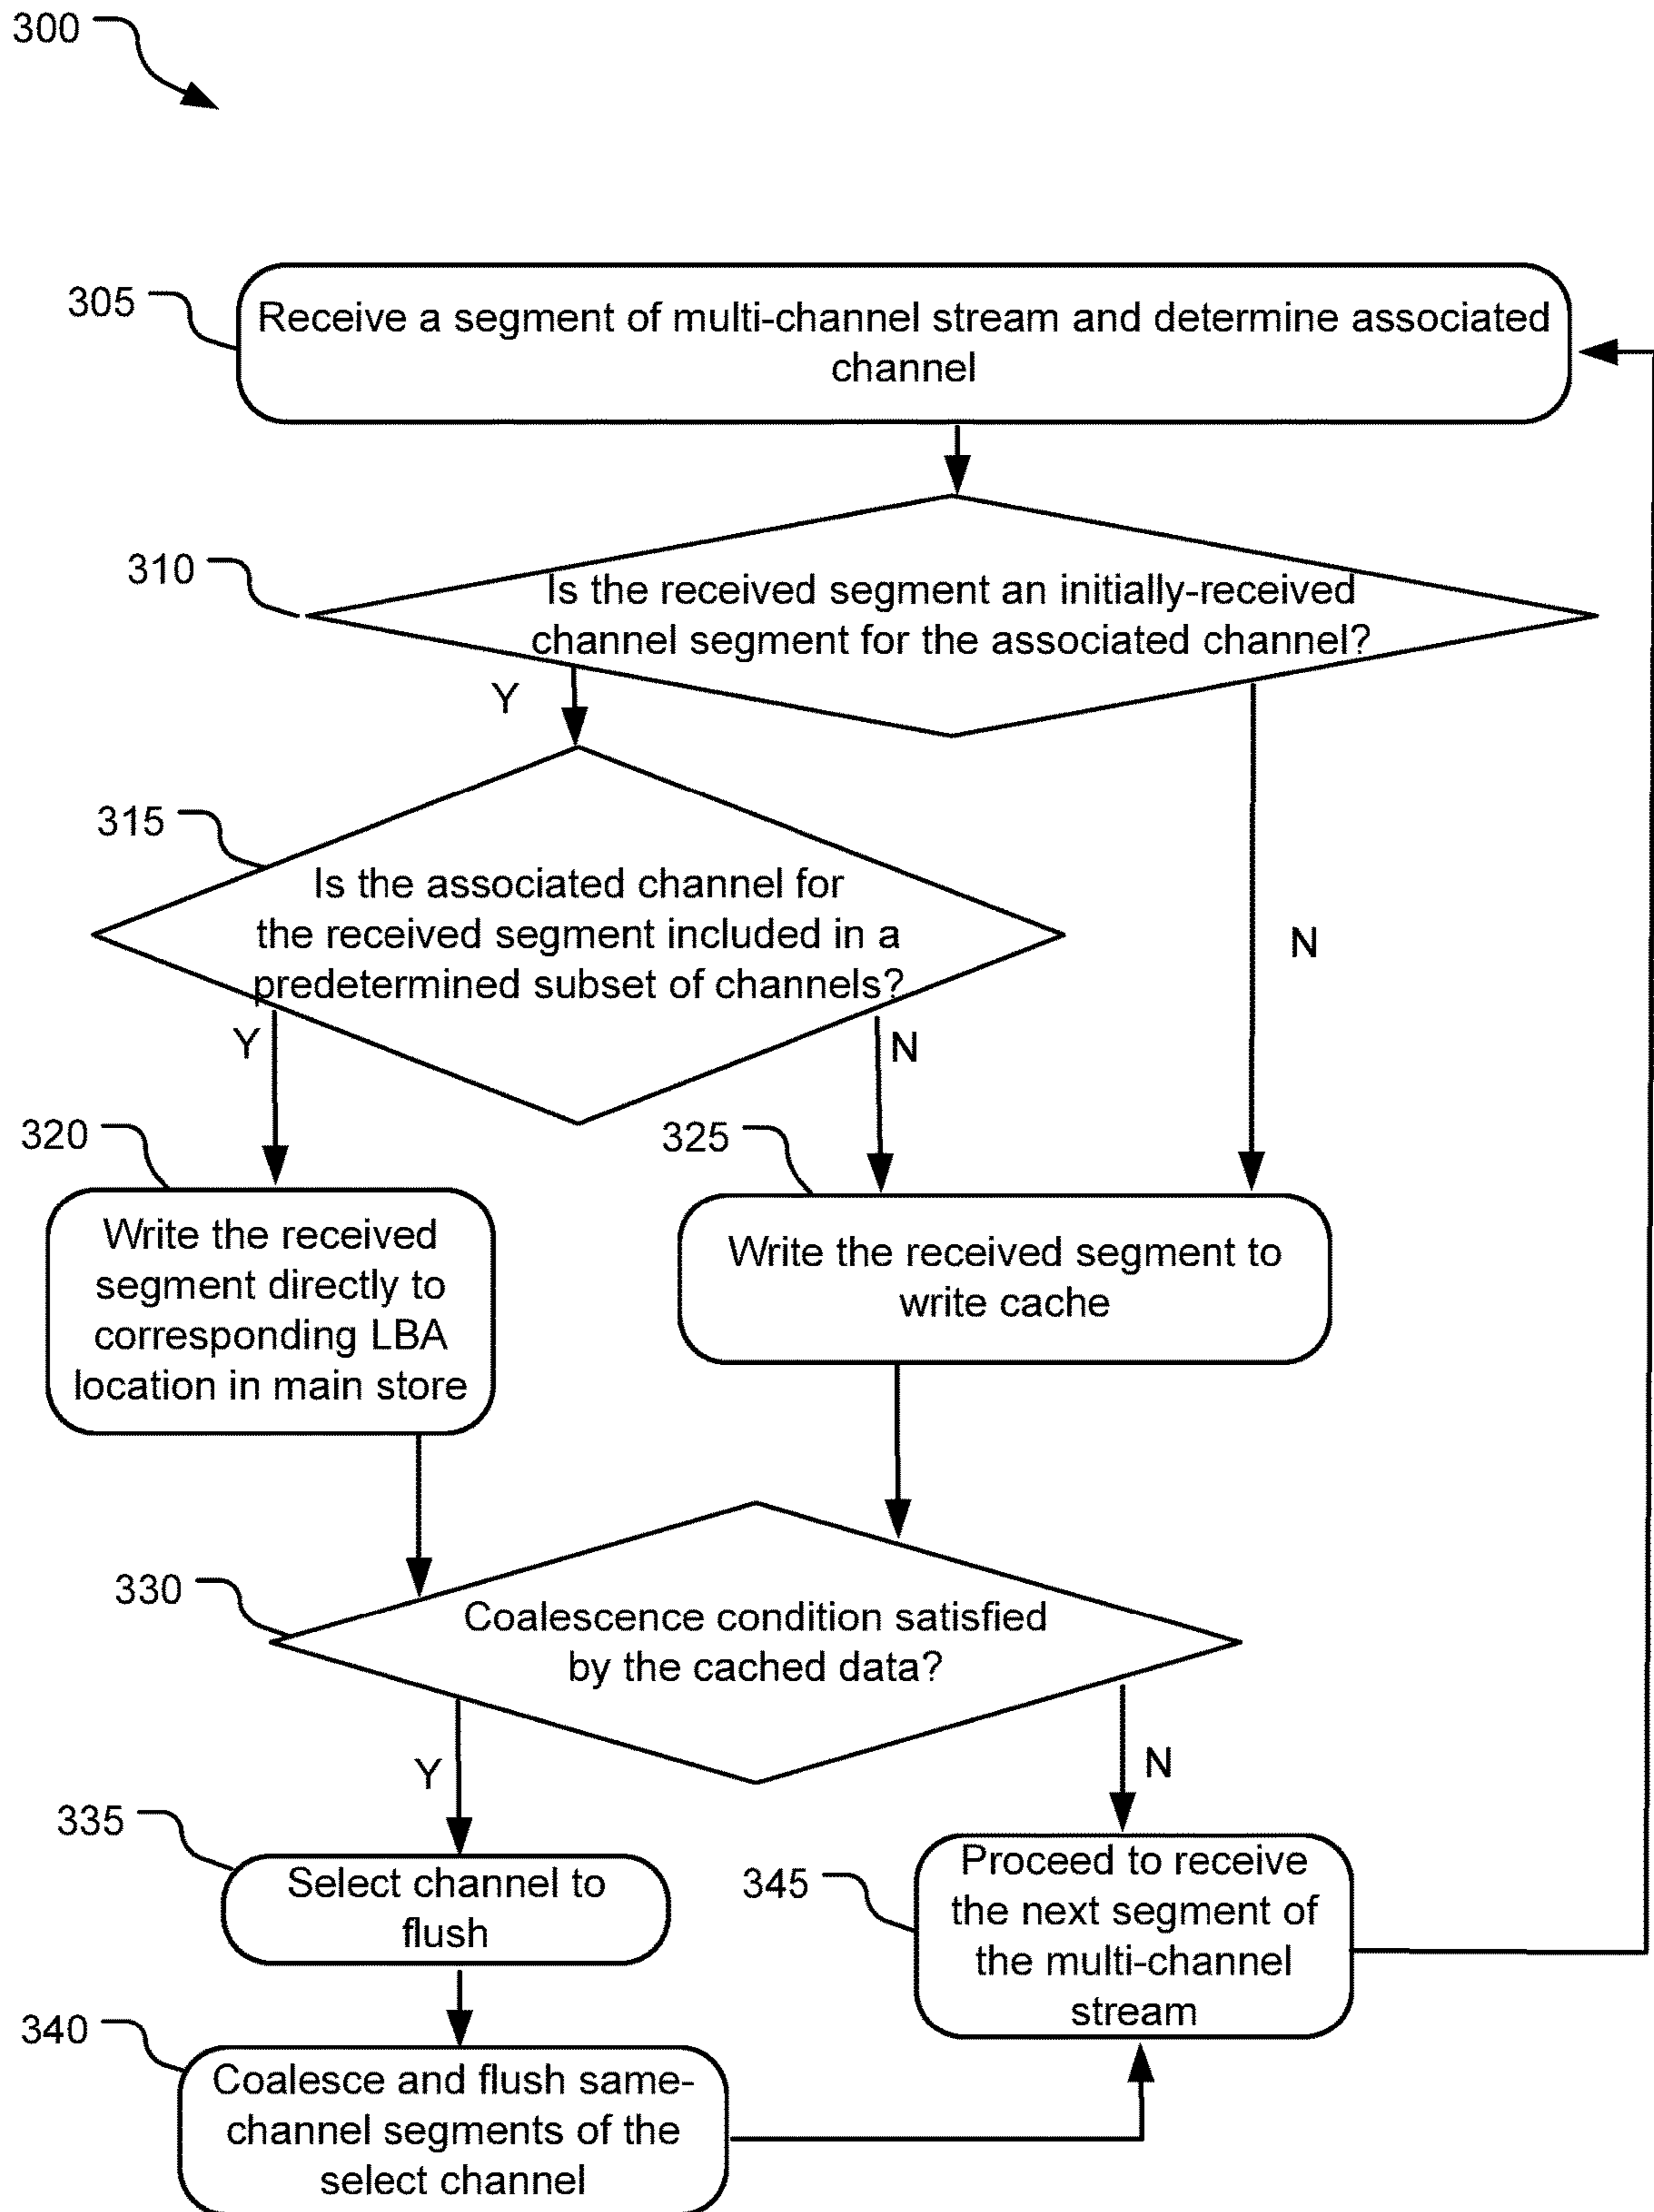 300
305
Receive a segment of multi-channel stream and determine associated
channel
310
Is the received segment an initially-received
channel segment for the associated channel?
Y
N
315
Is the associated channel for
the received segment included in a
predetermined subset of channels?
Y
N
320
Write the received
segment directly to
corresponding LBA
location in main store
325
Write the received segment to
write cache
330
Coalescence condition satisfied
by the cached data?
Y
N
335
Select channel to
flush
345
Proceed to receive
the next segment of
the multi-channel
stream
340
Coalesce and flush same-
channel segments of the
select channel